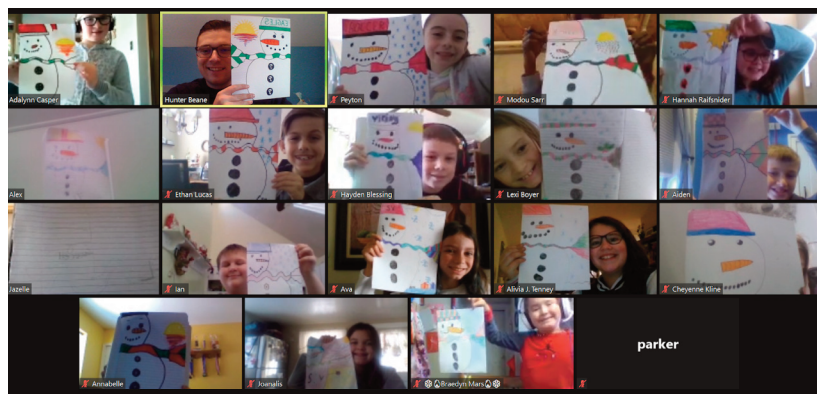 Adalynn Casper
EAGLES
Hunter Beane
Peyton
Modou Sarr
Hannah Raifsnider
Alex
Ethan Lucas
Hayden Blessing
Lexi Boyer
Aiden
Jazelle
Ian
Ava
Alivia J. Tenney
Cheyenne Kline
Annabelle
Joanalis
Braedyn Mars
parker